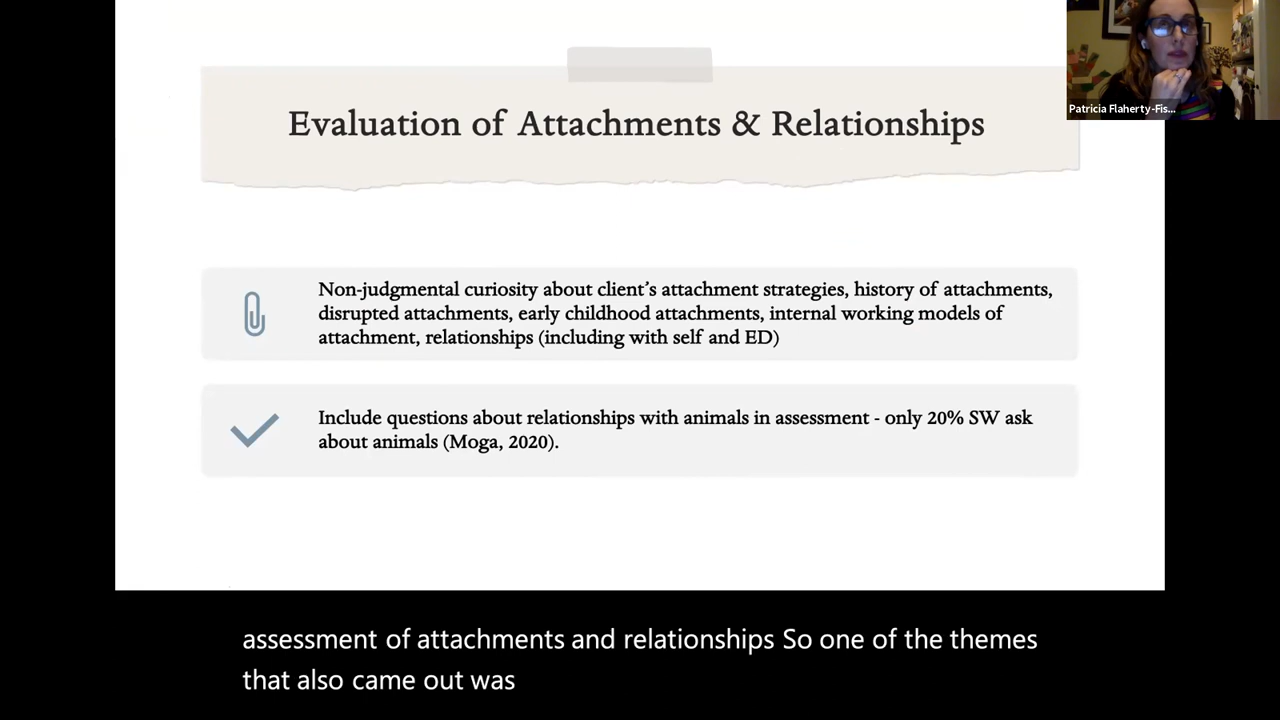 Evaluation of Attachments & Relationships
Patricia Flaherty-Fis...
Non-judgmental curiosity about client's attachment strategies, history of attachments,
disrupted attachments, early childhood attachments, internal working models of
attachment, relationships (including with self and ED)
Include questions about relationships with animals in assessment - only 20% SW ask
about animals (Moga, 2020).
assessment of attachments and relationships So one of the themes
that also came out was